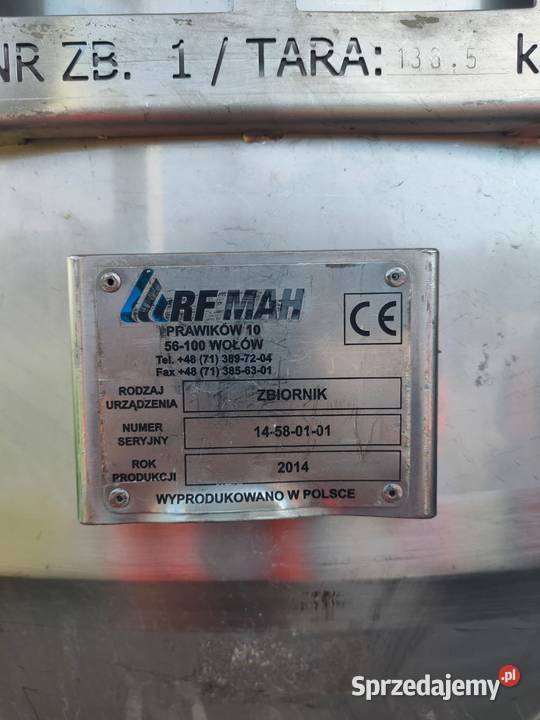 NR ZB. 1 / TARA: 136.5 k
RF MAH
PRAWIKÓW 10
56-100 WOŁÓW
Tel. +48 (71) 389-72-04
Fax +48 (71) 385-63-01
CE
RODZAJ
URZĄDZENIA
ZBIORNIK
NUMER
SERYJNY
14-58-01-01
ROK
PRODUKCJI
2014
WYPRODUKOWANO W POLSCE
Sprzedajemy.pl